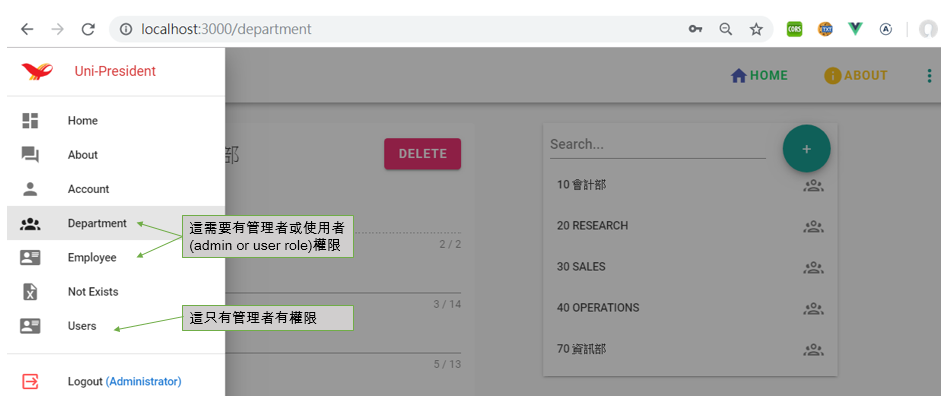 localhost:3000/department
CORS
Uni-President
HOME
ABOUT
Home
About
Account
Department
Employee
Not Exists
Users
Logout (Administrator)
這需要有管理者或使用者
(admin or user role)權限
這只有管理者有權限
部
DELETE
2 / 2
3 / 14
5 / 13
Search...
+
10 會計部
20 RESEARCH
30 SALES
40 OPERATIONS
70 資訊部